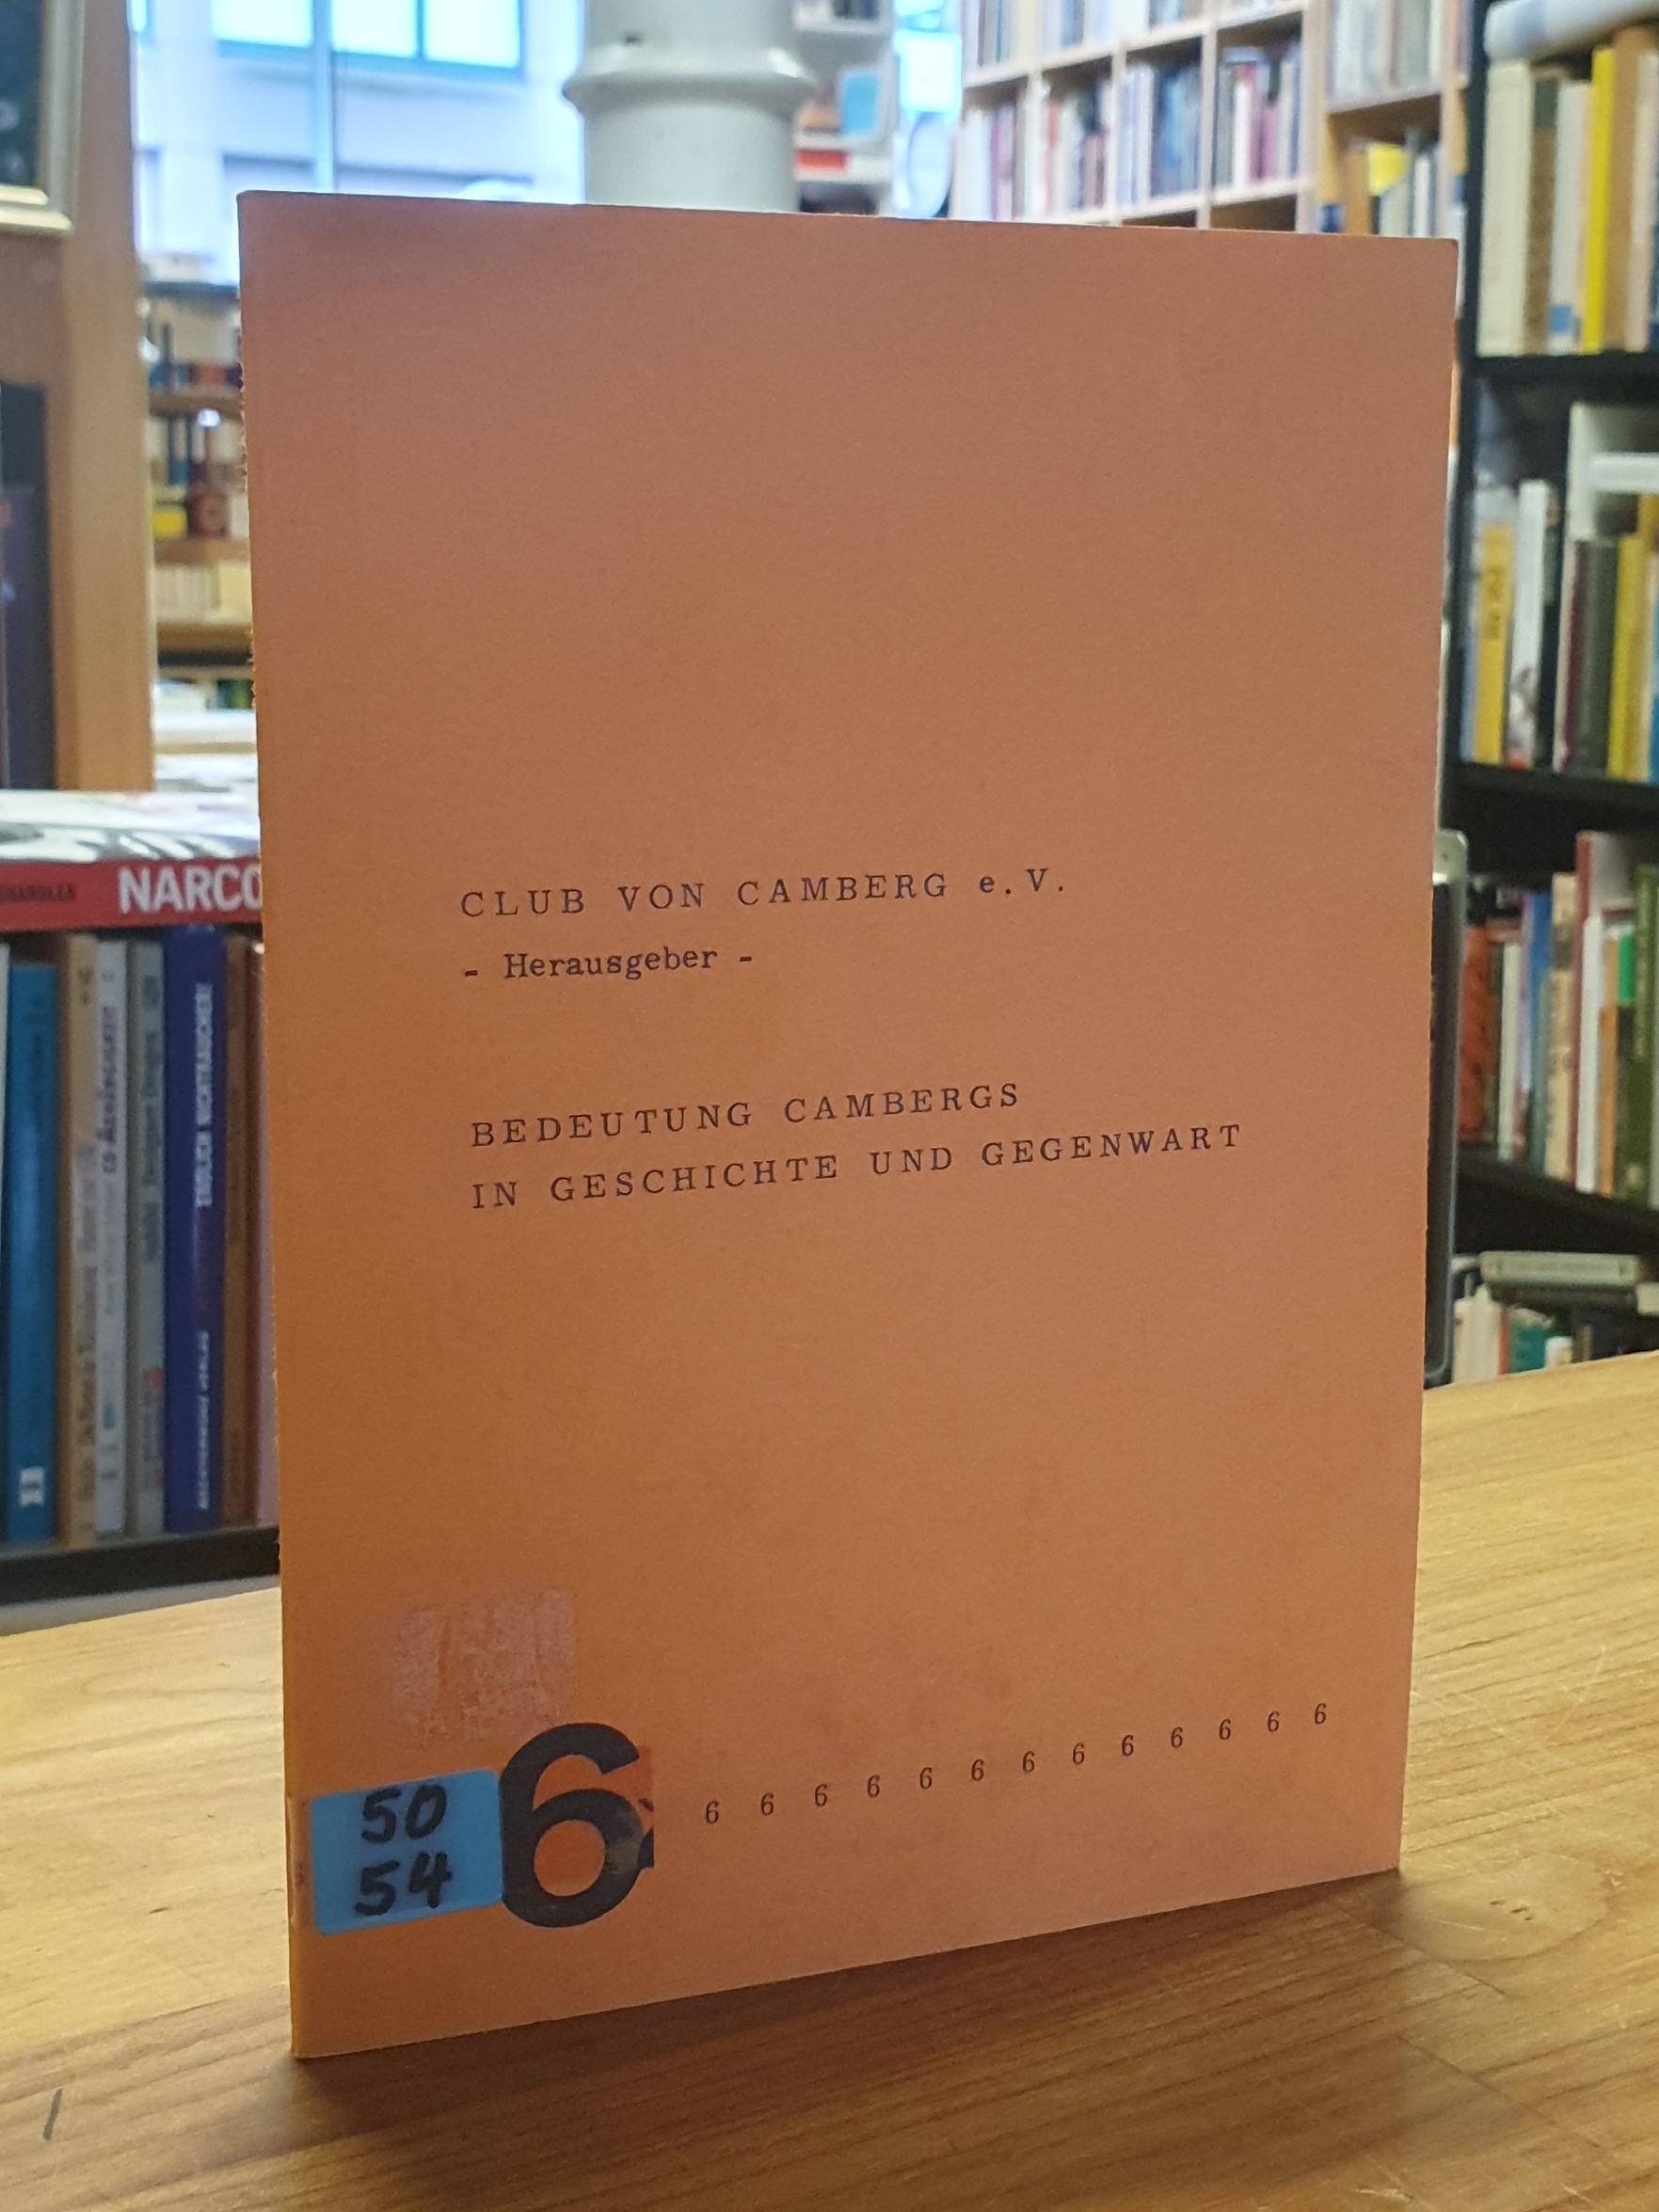 CLUB VON CAMBERG e.V.
- Herausgeber -
BEDEUTUNG CAMBERGS
IN GESCHICHTE UND GEGENWART
50
54
6
6 6 6 6 6 6 6 6 6 6 6 6 6
NARCO